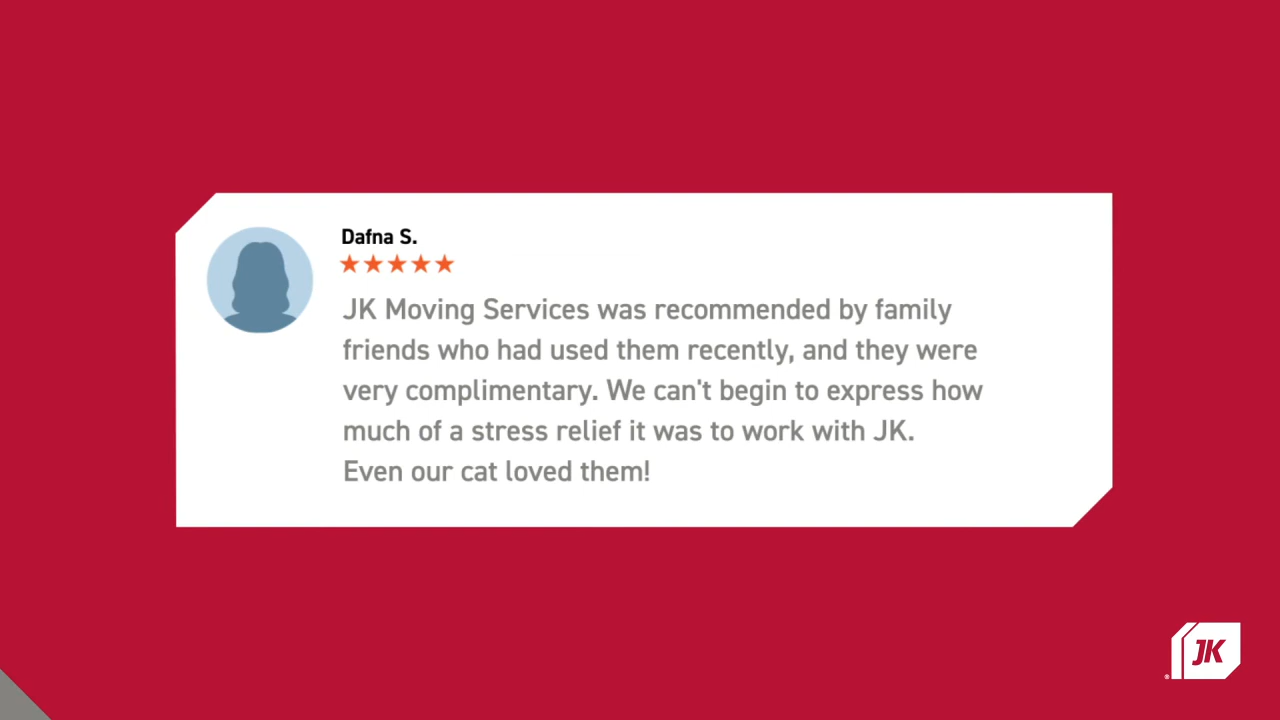 Dafna S.
JK Moving Services was recommended by family
friends who had used them recently, and they were
very complimentary. We can't begin to express how
much of a stress relief it was to work with JK.
Even our cat loved them!
JK
®